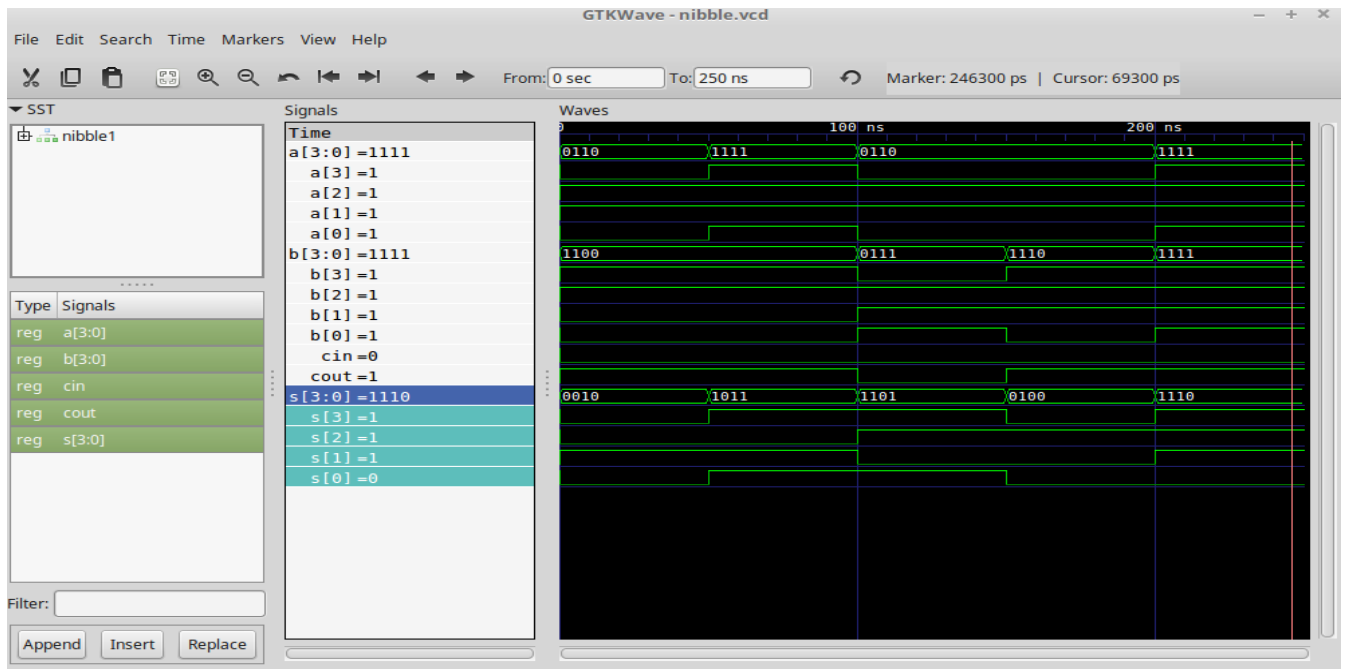 GTKWave - nibble.vcd
File Edit Search Time Markers View Help
From: 0 sec To: 250 ns Marker: 246300 ps | Cursor: 69300 ps
SST
nibble1
Type Signals
reg a[3:0]
reg b[3:0]
reg cin
reg cout
reg s[3:0]
Filter:
Append Insert Replace
Signals
Time
a[3:0] =1111
a[3] =1
a[2] =1
a[1] =1
a[0] =1
b[3:0] =1111
b[3] =1
b[2] =1
b[1] =1
b[0] =1
cin =0
cout =1
s[3:0] =1110
s[3] =1
s[2] =1
s[1] =1
s[0] =0
Waves
0 100 ns 200 ns
0110 1111 0110 1111
1100 0111 1110 1111
0010 1011 1101 0100 1110